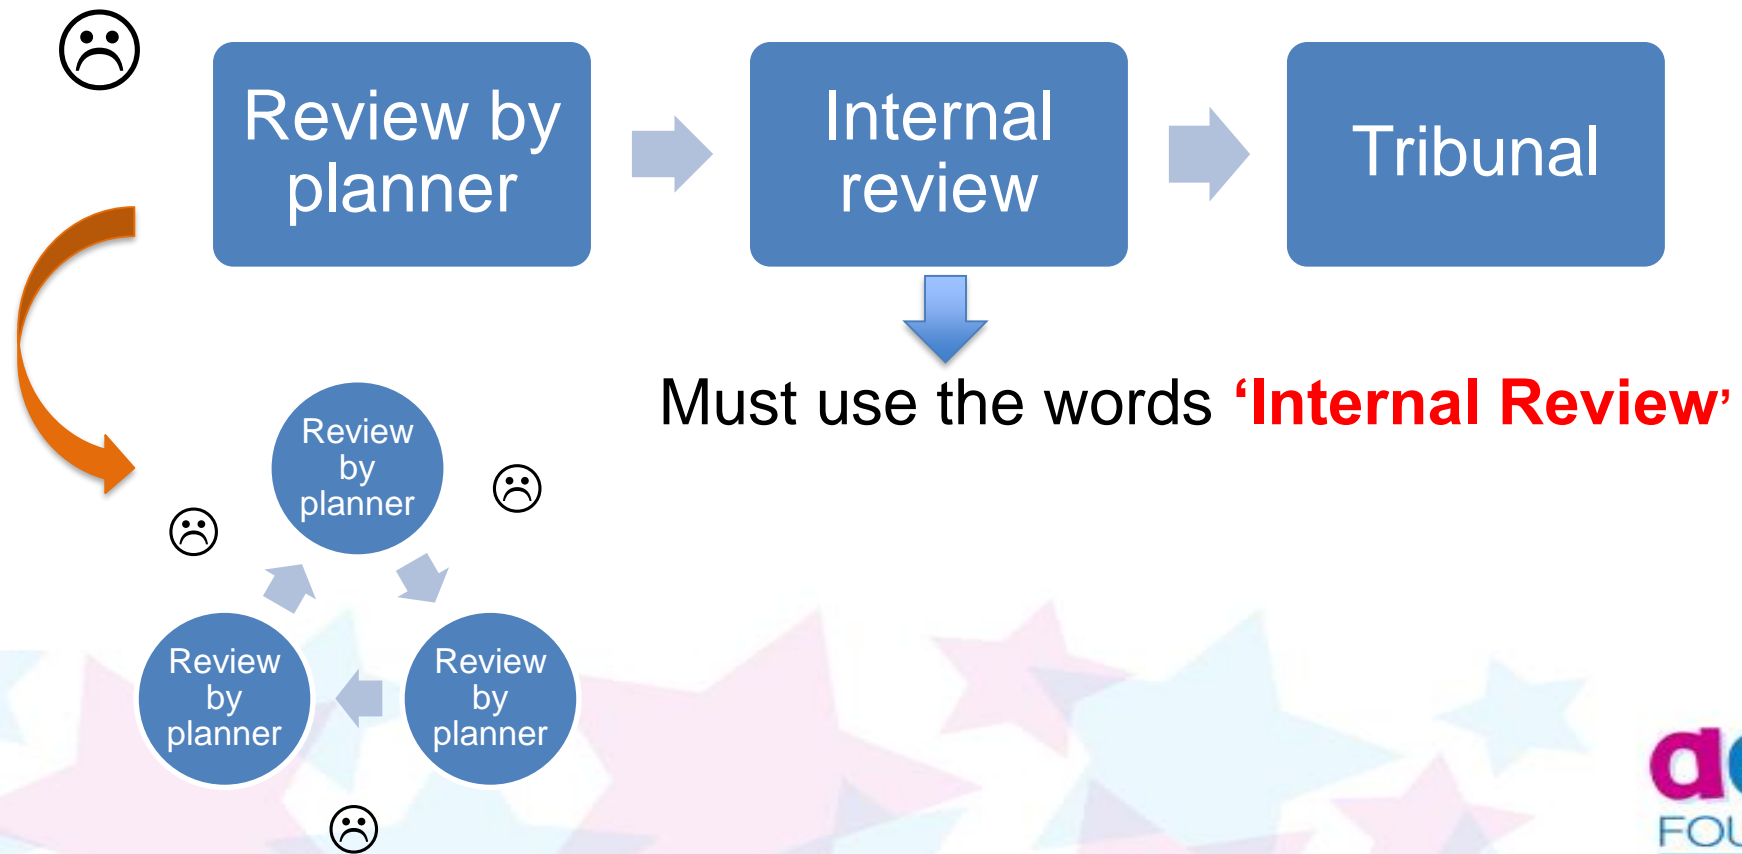 Review by
planner
Internal
review
Tribunal
Must use the words ‘Internal Review’
Review
by
planner
Review
by
planner
Review
by
planner